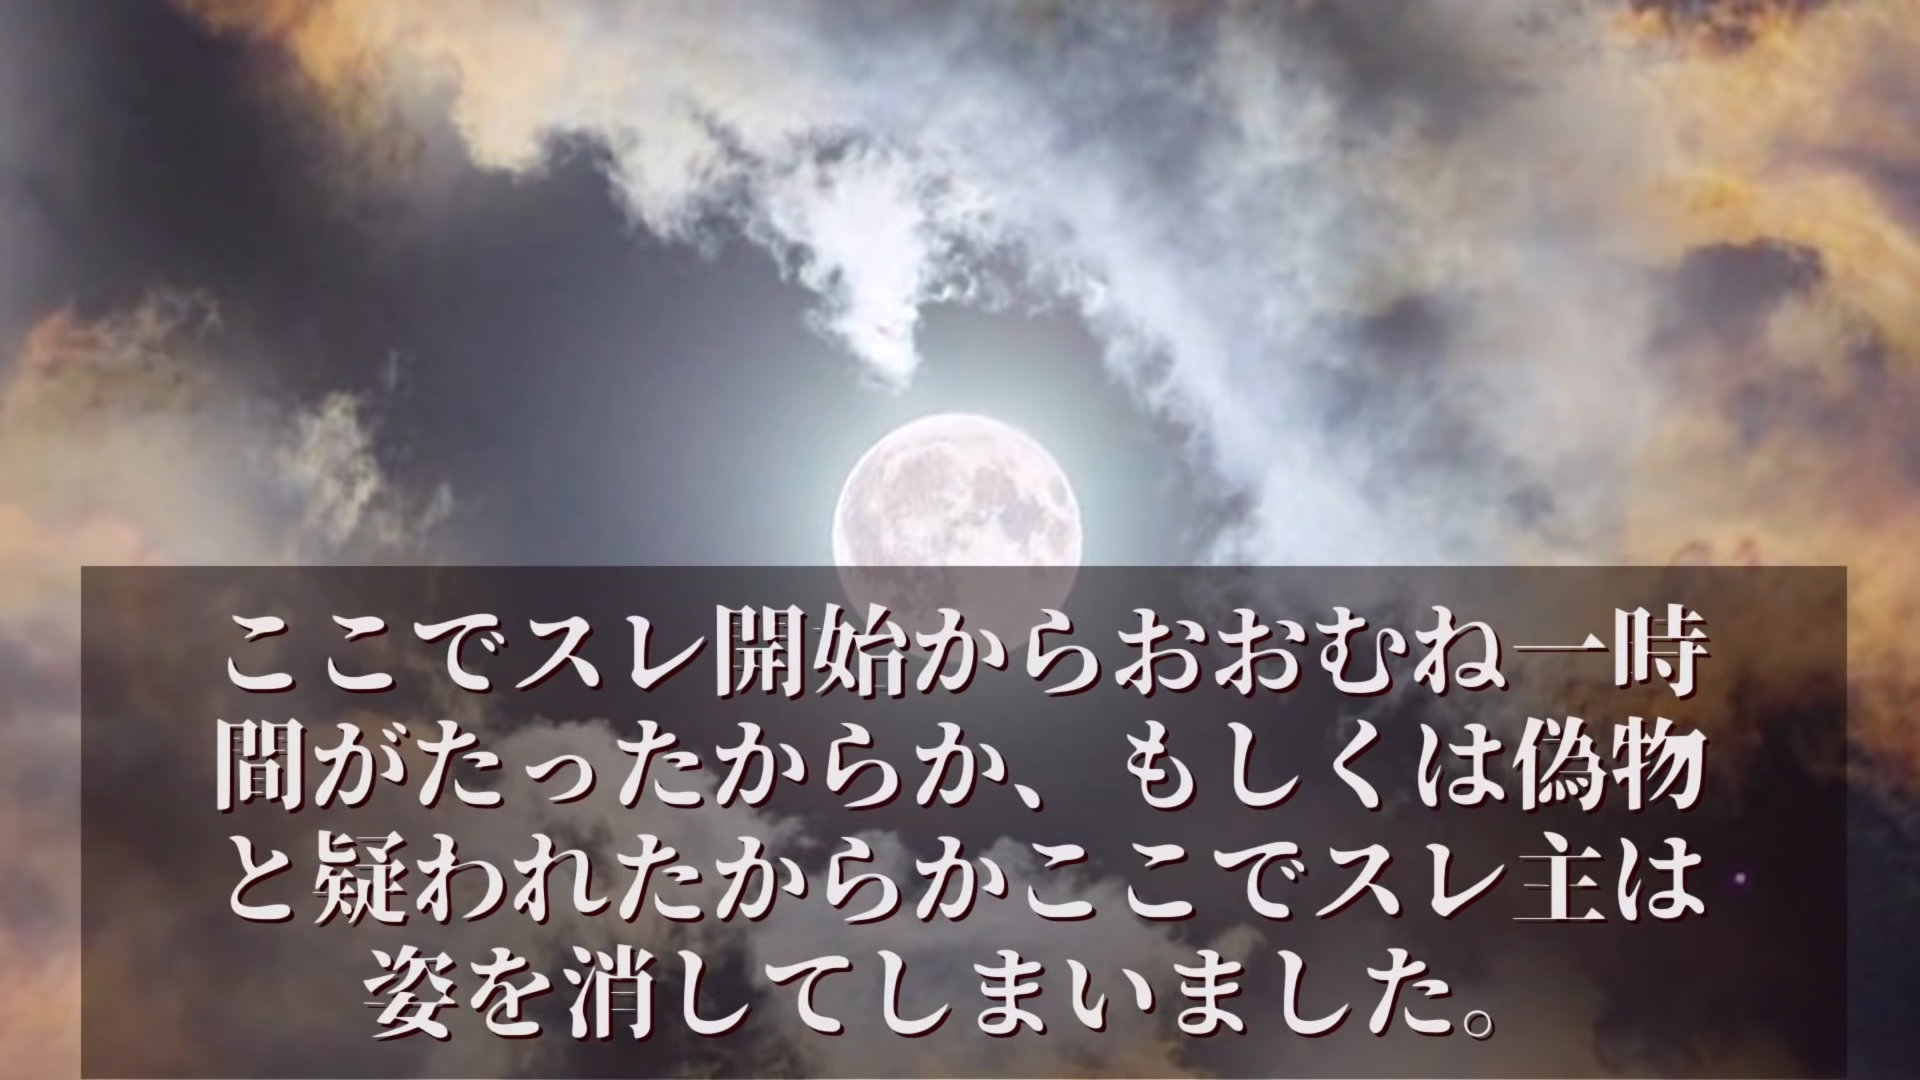 ここでスレ開始からおおむね一時
間がたったからか、もしくは偽物
と疑われたからかここでスレ主は
姿を消してしまいました。